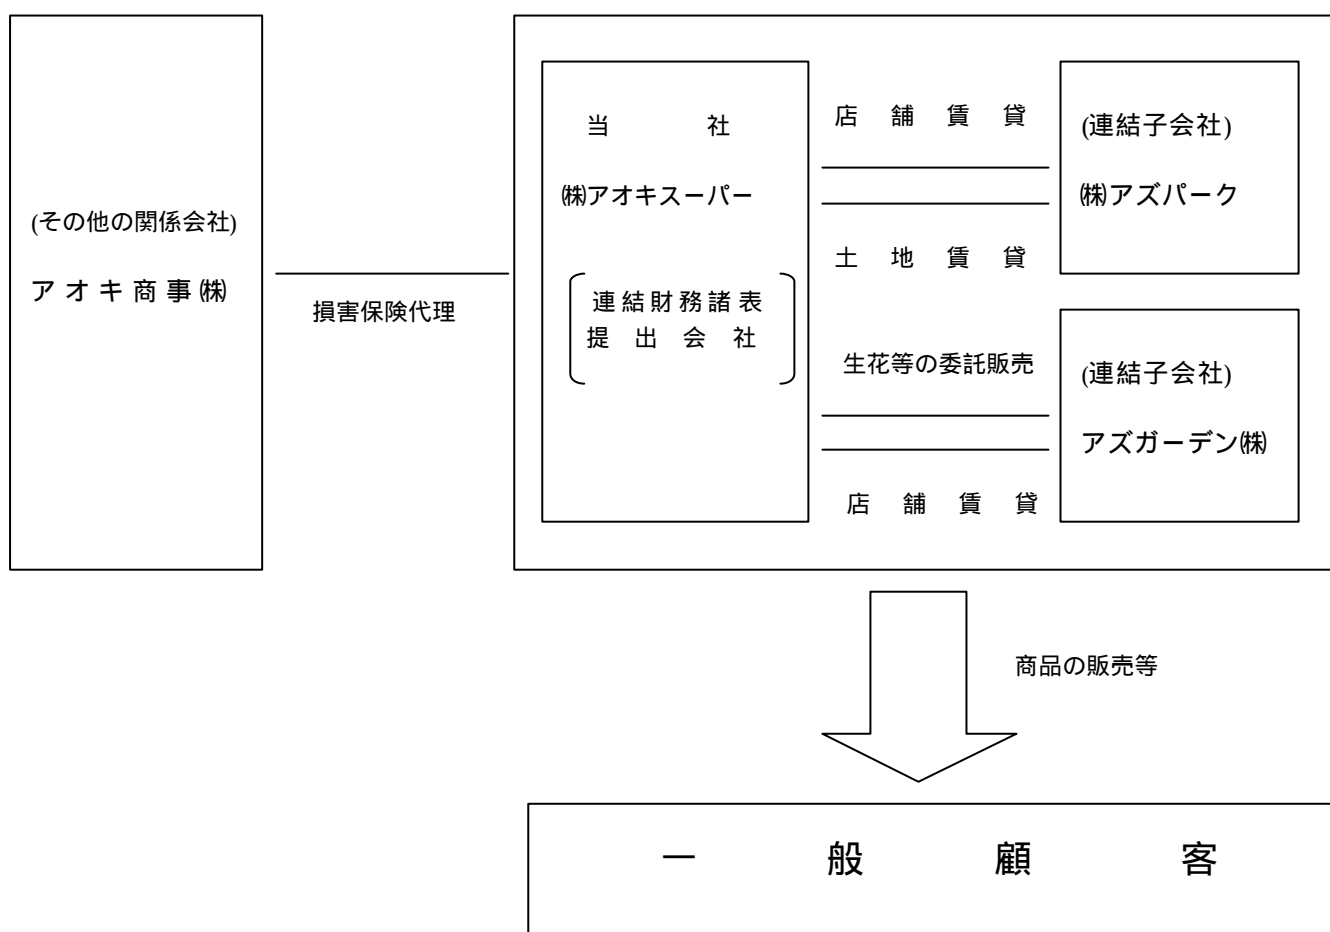 (その他の関係会社)
アオキ商事㈱
損害保険代理
当社
㈱アオキスーパー
連結財務諸表
提出会社
店舗賃貸
土地賃貸
(連結子会社)
㈱アズパーク
生花等の委託販売
店舗賃貸
(連結子会社)
アズガーデン㈱
商品の販売等
一般顧客